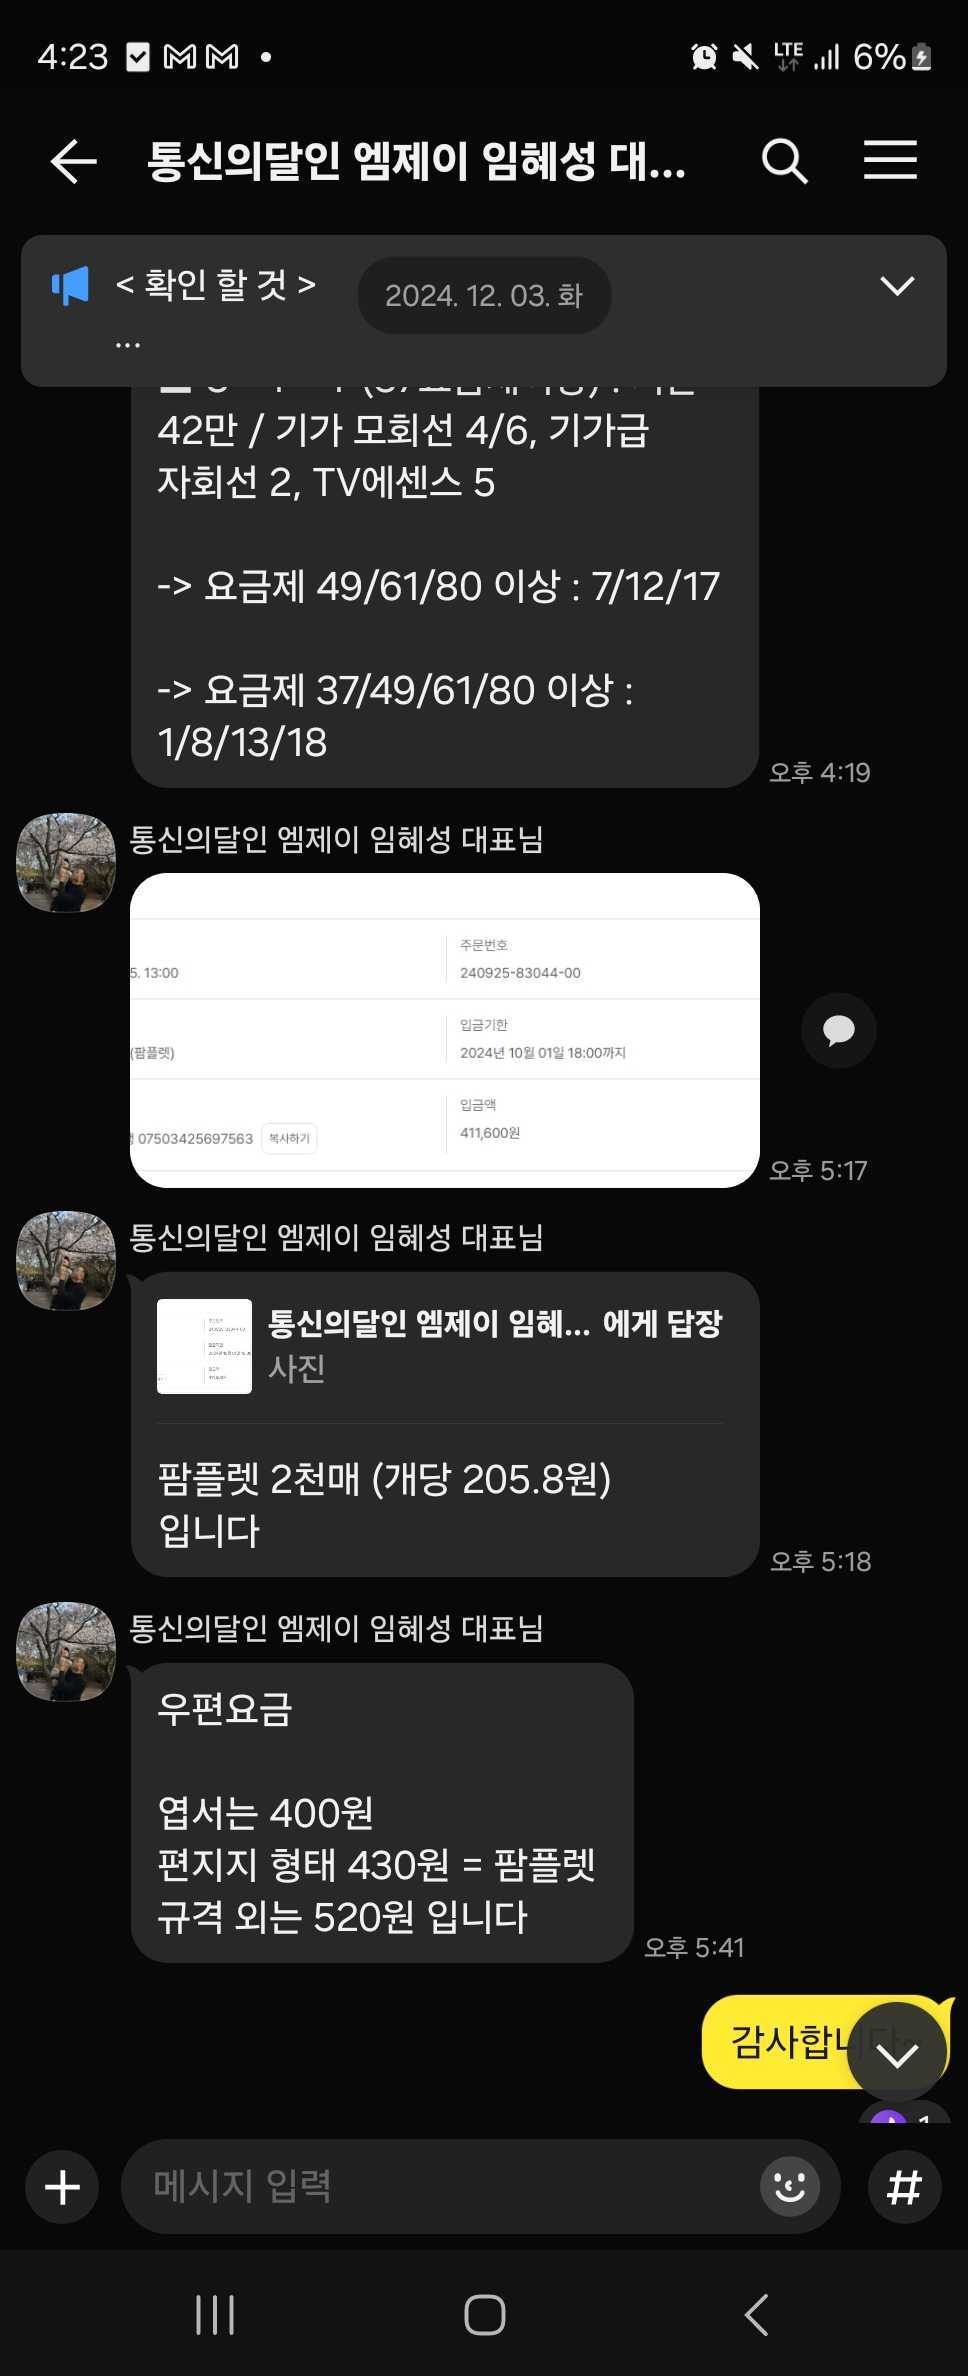 4:23
LTE
6%
통신의달인 엠제이 임혜성 대...
< 확인 할 것 >
...
2024. 12. 03. 화
42만 / 기가 모회선 4/6, 기가급
자회선 2, TV에센스 5
-> 요금제 49/61/80 이상 : 7/12/17
-> 요금제 37/49/61/80 이상 :
1/8/13/18
오후 4:19
통신의달인 엠제이 임혜성 대표님
주문번호
5. 13:00
240925-83044-00
입금기한
(팜플렛)
2024년 10월 01일 18:00까지
입금액
07503425697563 복사하기
411,600원
오후 5:17
통신의달인 엠제이 임혜성 대표님
통신의달인 엠제이 임혜... 에게 답장
사진
팜플렛 2천매 (개당 205.8원)
입니다
오후 5:18
통신의달인 엠제이 임혜성 대표님
우편요금
엽서는 400원
편지지 형태 430원 = 팜플렛
규격 외는 520원 입니다
오후 5:41
감사합니다~
1
메시지 입력
#